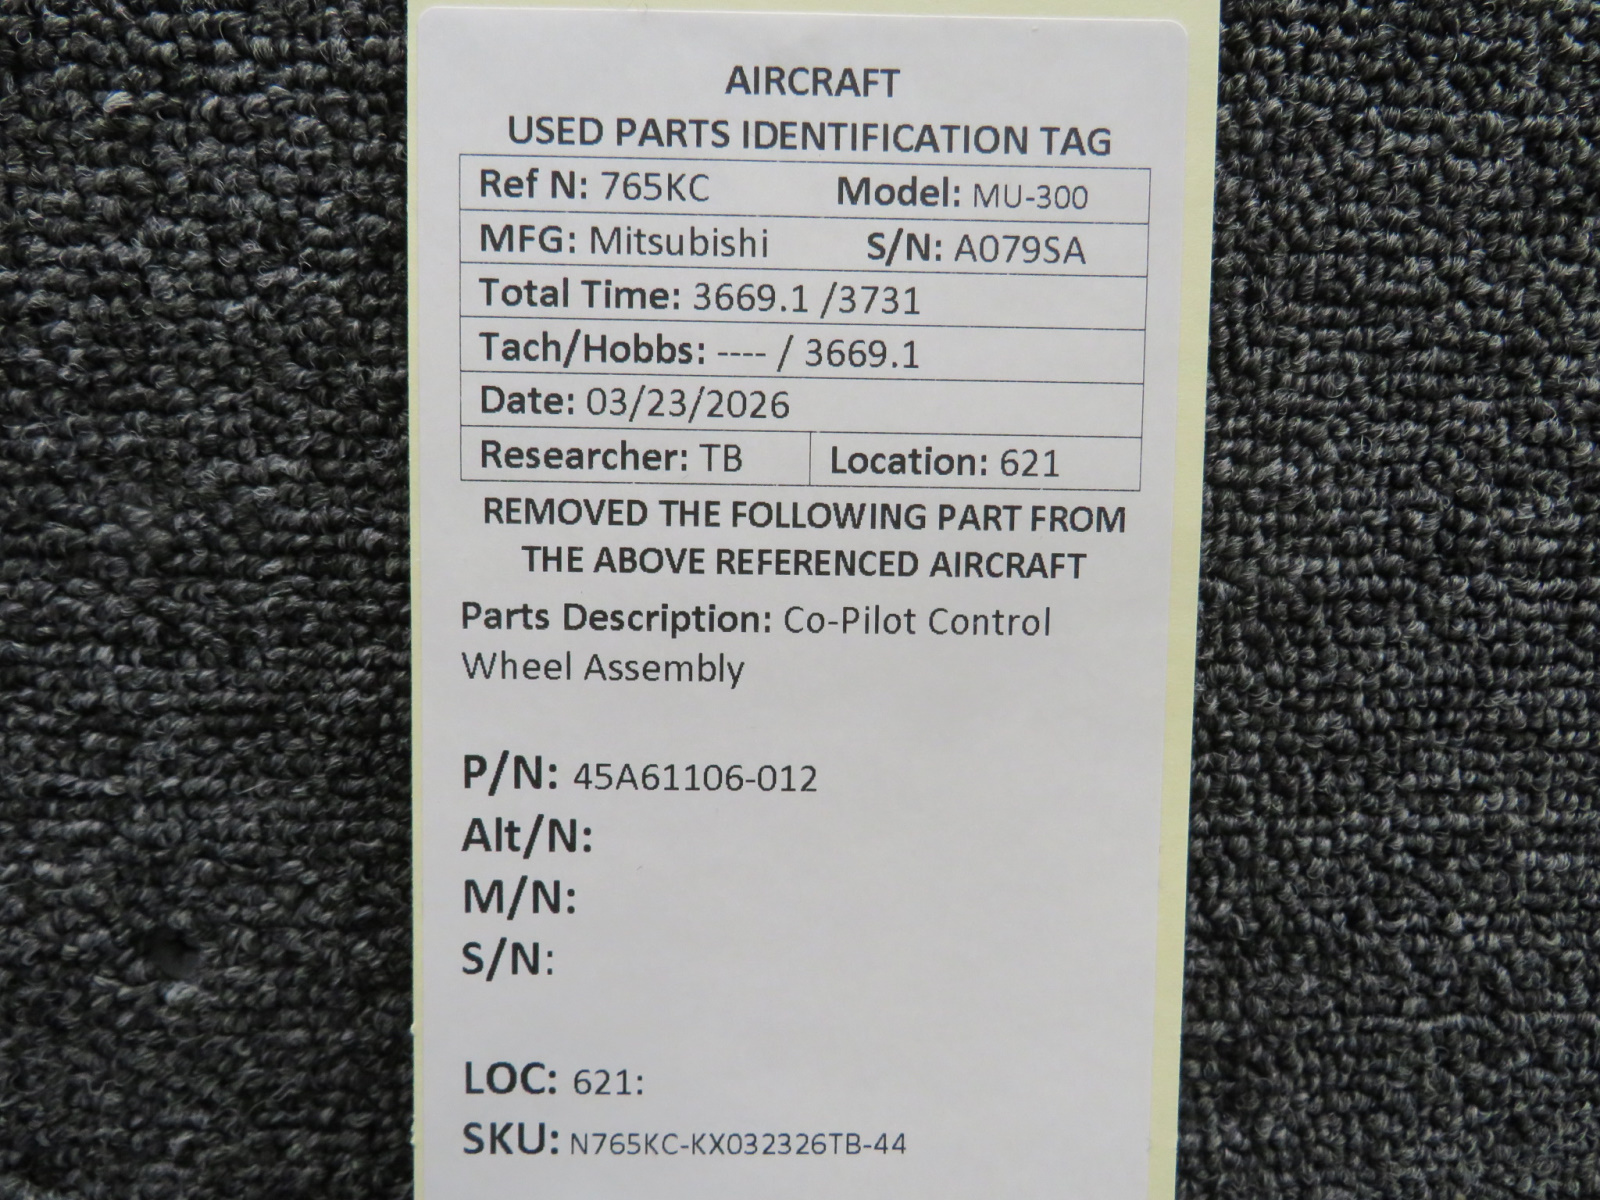 AIRCRAFT
USED PARTS IDENTIFICATION TAG
Ref N: 765KC Model: MU-300
MFG: Mitsubishi S/N: A079SA
Total Time: 3669.1 /3731
Tach/Hobbs: ---- / 3669.1
Date: 03/23/2026
Researcher: TB Location: 621
REMOVED THE FOLLOWING PART FROM
THE ABOVE REFERENCED AIRCRAFT
Parts Description: Co-Pilot Control
Wheel Assembly
P/N: 45A61106-012
Alt/N:
M/N:
S/N:
LOC: 621:
SKU: N765KC-KX032326TB-44